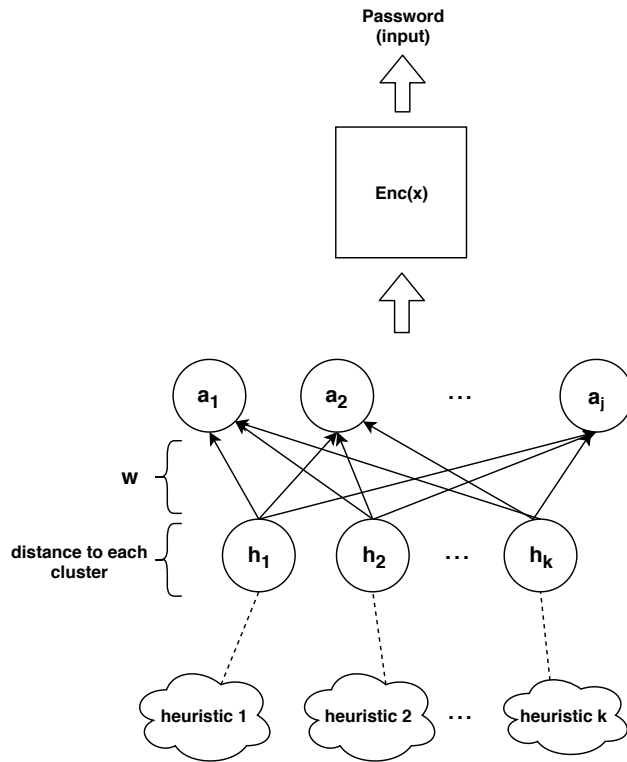 Password
(input)
Enc(x)
a1 a2 ... aj
w
distance to each
cluster
h1 h2 ... hk
heuristic 1 heuristic 2 ... heuristic k